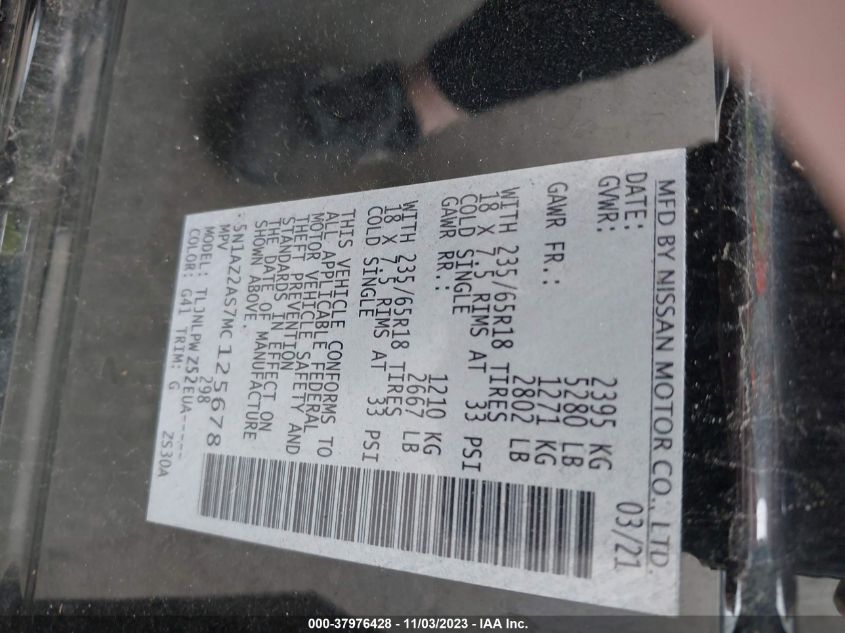 MFD BY NISSAN MOTOR CO., LTD.
DATE: 03/21
GVWR: 2395 KG
5280 LB
GAWR FR.: 1271 KG
2802 LB
WITH 235/65R18 TIRES
18 X 7.5 RIMS AT 33 PSI
COLD SINGLE
GAWR RR.: 1210 KG
2667 LB
WITH 235/65R18 TIRES
18 X 7.5 RIMS AT 33 PSI
COLD SINGLE
THIS VEHICLE CONFORMS TO
ALL APPLICABLE FEDERAL
MOTOR VEHICLE SAFETY AND
THEFT PREVENTION
STANDARDS IN EFFECT ON
THE DATE OF MANUFACTURE
SHOWN ABOVE.
5N1AZ2AS7MC125678
MPV 298
MODEL: TLJNLPWZ52EUA-----
COLOR: G41 TRIM: G ZS30A
000-37976428 - 11/03/2023 - IAA Inc.